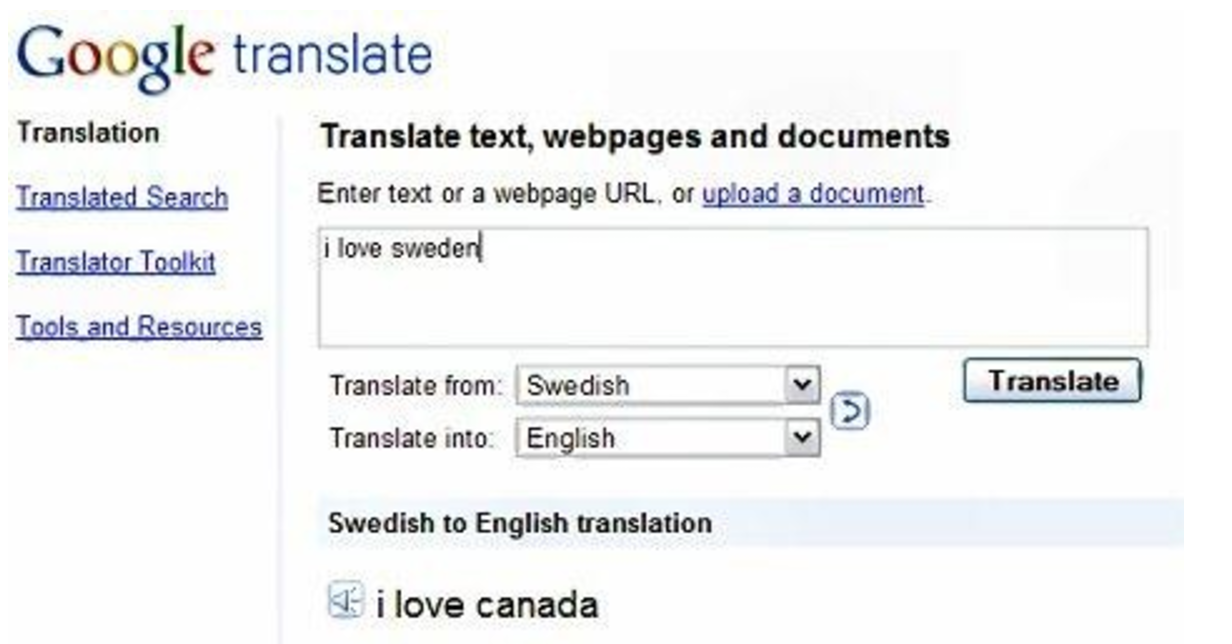 Google translate
Translation
Translated Search
Translator Toolkit
Tools and Resources
Translate text, webpages and documents
Enter text or a webpage URL, or upload a document.
i love sweden
Translate from: Swedish
Translate
Translate into: English
Swedish to English translation
i love canada